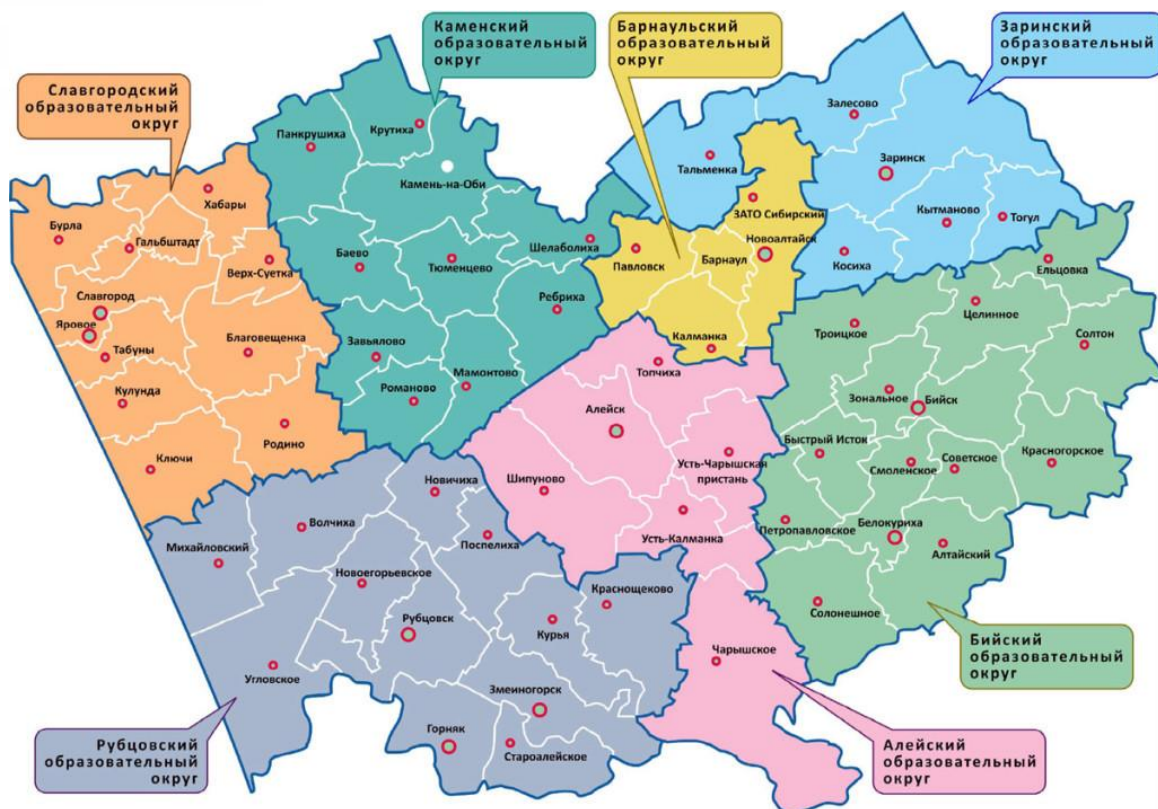 Каменский
образовательный
округ
Барнаульский
образовательный
округ
Заринский
образовательный
округ
Славгородский
образовательный
округ
Залесово
Панкрушиха
Крутиха
Тальменка
Заринск
Камень-на-Оби
Хабары
ЗАТО Сибирский
Кытманово
Тогул
Бурла
Гальбштадт
Шелаболиха
Новоалтайск
Баево
Тюменцево
Павловск
Барнаул
Косиха
Верх-Суетка
Ельцовка
Славгород
Ребриха
Целинное
Яровое
Троицкое
Табуны
Благовещенка
Завьялово
Калманка
Солтон
Топчиха
Кулунда
Романово
Мамонтово
Зональное
Бийск
Алейск
Родино
Быстрый Исток
Ключи
Усть-Чарышская
пристань
Смоленское
Советское
Красногорское
Новичиха
Шипуново
Волчиха
Петропавловское
Белокуриха
Михайловский
Поспелиха
Усть-Калманка
Алтайский
Новоегорьевское
Краснощеково
Солонешное
Рубцовск
Курья
Угловское
Чарышское
Бийский
образовательный
округ
Змеиногорск
Горняк
Староалейское
Рубцовский
образовательный
округ
Алейский
образовательный
округ